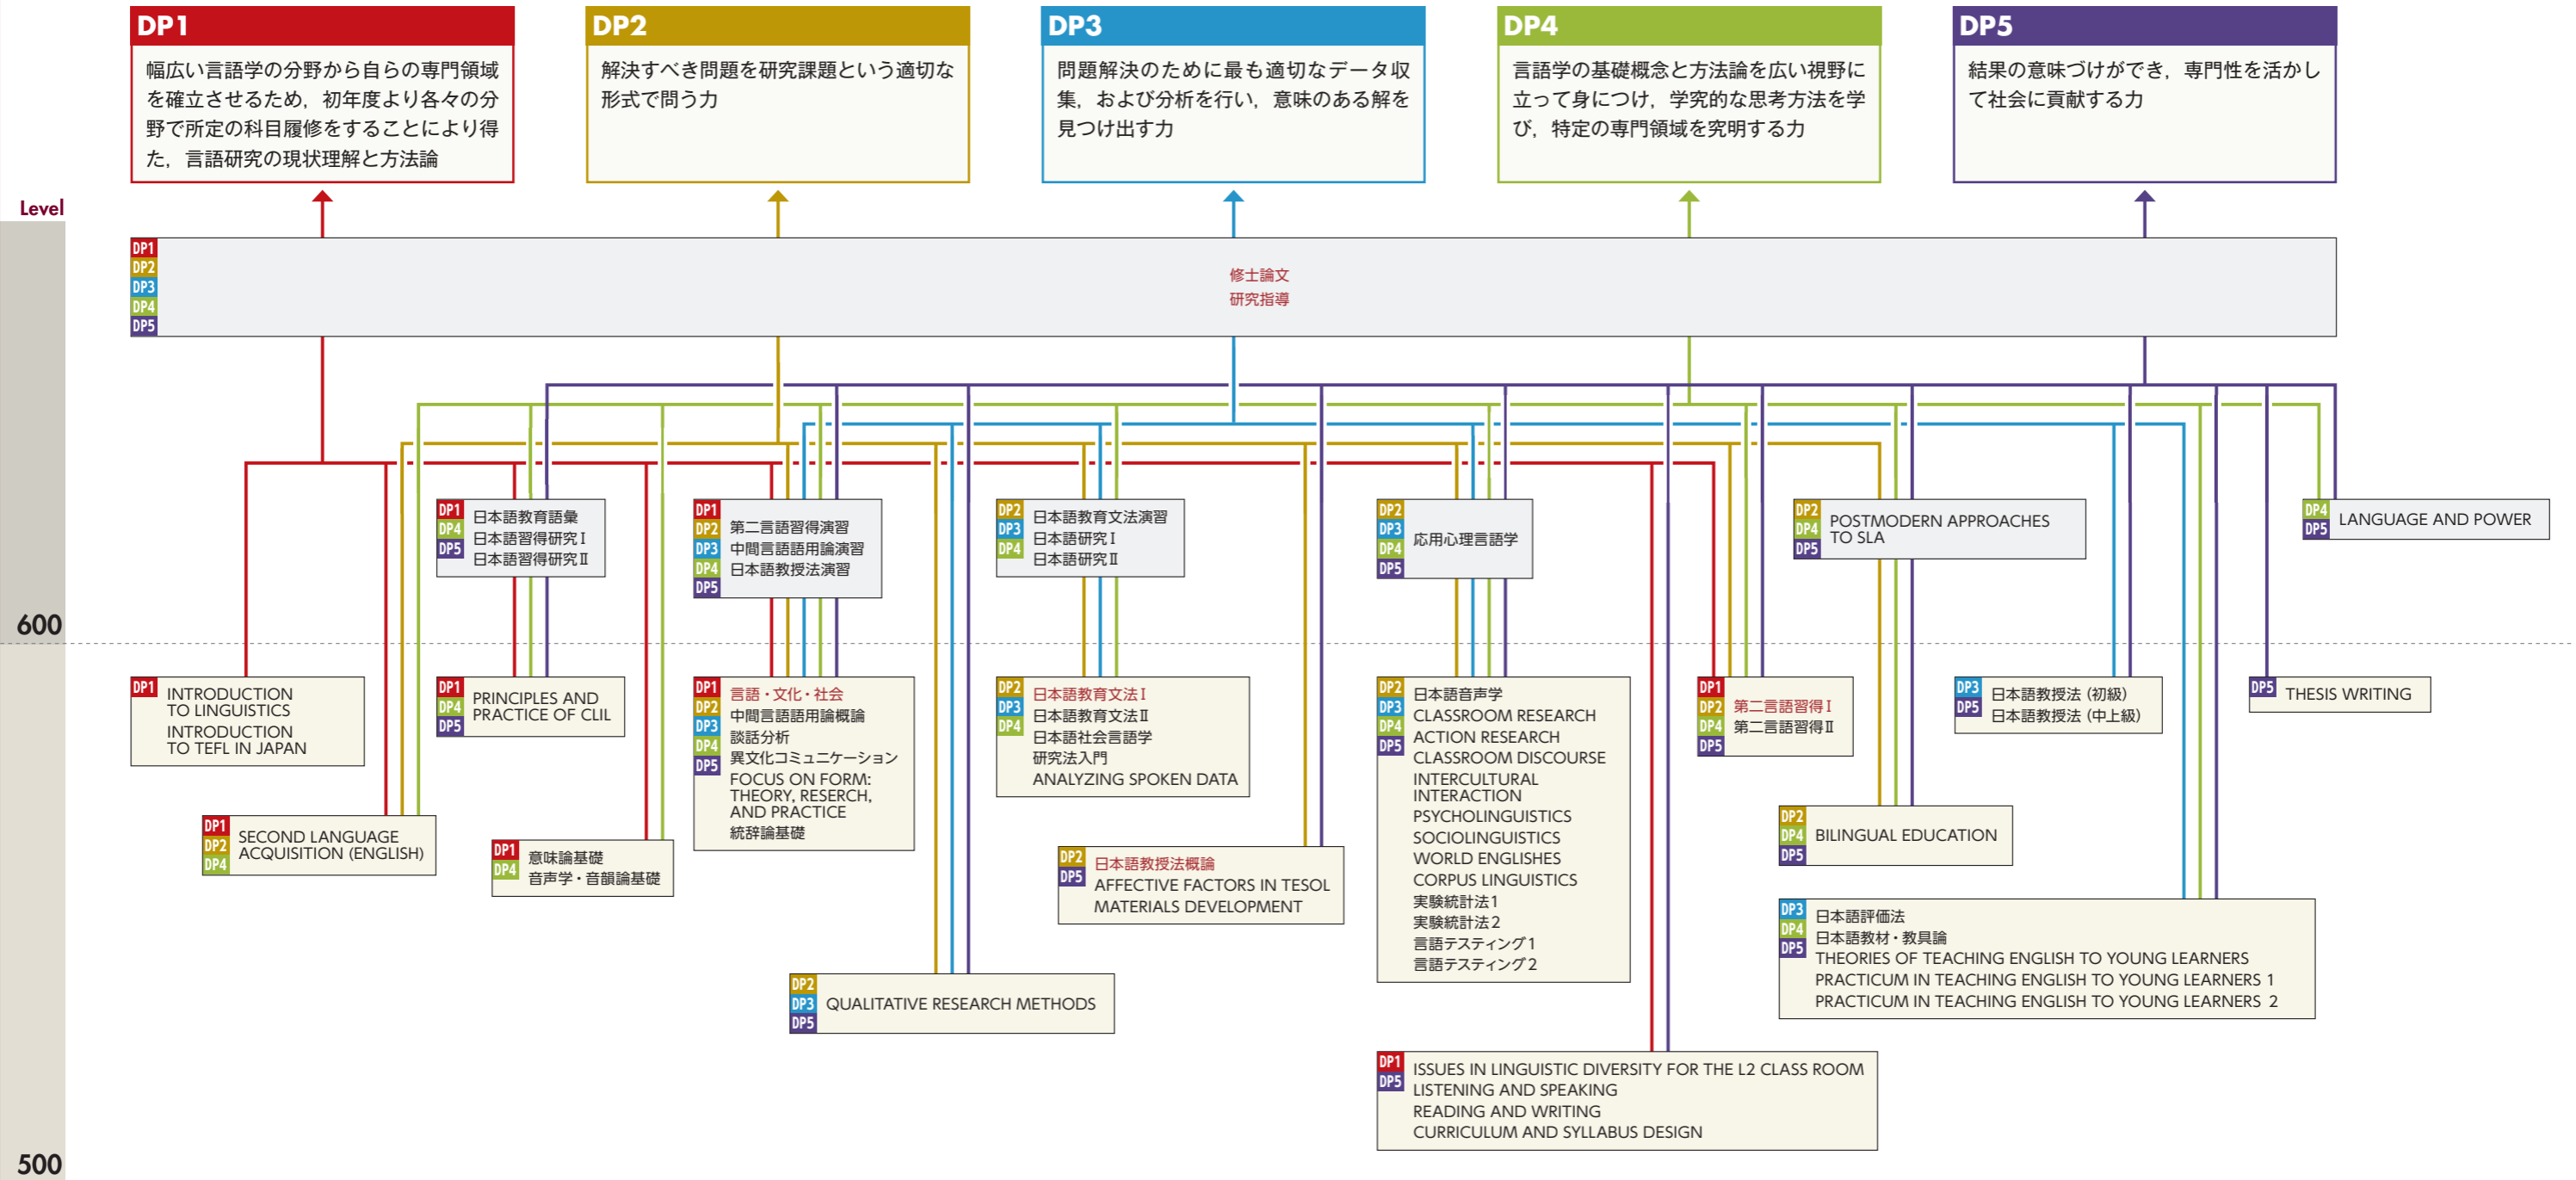 DP1
幅広い言語学の分野から自らの専門領域
を確立させるため，初年度より各々の分
野で所定の科目履修をすることにより得
た，言語研究の現状理解と方法論
DP2
解決すべき問題を研究課題という適切な
形式で問う力
DP3
問題解決のために最も適切なデータ収
集，および分析を行い，意味のある解を
見つけ出す力
DP4
言語学の基礎概念と方法論を広い視野に
立って身につけ，学究的な思考方法を学
び，特定の専門領域を究明する力
DP5
結果の意味づけができ，専門性を活かし
て社会に貢献する力
Level
DP1
DP2
DP3
DP4
DP5
修士論文
研究指導
DP1
DP4
DP5
日本語教育語彙
日本語習得研究Ⅰ
日本語習得研究Ⅱ
DP1
DP2
DP3
DP4
DP5
第二言語習得演習
中間言語語用論演習
日本語教授法演習
DP2
DP3
DP4
日本語教育文法演習
日本語研究Ⅰ
日本語研究Ⅱ
DP2
DP3
DP4
DP5
応用心理言語学
DP2
DP4
DP5
POSTMODERN APPROACHES
TO SLA
DP4
DP5
LANGUAGE AND POWER
600
DP1
INTRODUCTION
TO LINGUISTICS
INTRODUCTION
TO TEFL IN JAPAN
DP1
DP4
DP5
PRINCIPLES AND
PRACTICE OF CLIL
DP1
DP2
DP3
DP4
DP5
言語・文化・社会
中間言語語用論概論
談話分析
異文化コミュニケーション
FOCUS ON FORM:
THEORY, RESERCH,
AND PRACTICE
統辞論基礎
DP2
DP3
DP4
日本語教育文法Ⅰ
日本語教育文法Ⅱ
日本語社会言語学
研究法入門
ANALYZING SPOKEN DATA
DP2
DP3
DP4
DP5
日本語音声学
CLASSROOM RESEARCH
ACTION RESEARCH
CLASSROOM DISCOURSE
INTERCULTURAL
INTERACTION
PSYCHOLINGUISTICS
SOCIOLINGUISTICS
WORLD ENGLISHES
CORPUS LINGUISTICS
実験統計法1
実験統計法2
言語テスティング1
言語テスティング2
DP1
DP2
DP4
DP5
第二言語習得Ⅰ
第二言語習得Ⅱ
DP3
DP5
日本語教授法（初級）
日本語教授法（中上級）
DP5
THESIS WRITING
DP1
DP2
DP4
SECOND LANGUAGE
ACQUISITION (ENGLISH)
DP1
DP4
意味論基礎
音声学・音韻論基礎
DP2
DP5
日本語教授法概論
AFFECTIVE FACTORS IN TESOL
MATERIALS DEVELOPMENT
DP2
DP4
DP5
BILINGUAL EDUCATION
DP3
DP4
DP5
日本語評価法
日本語教材・教具論
THEORIES OF TEACHING ENGLISH TO YOUNG LEARNERS
PRACTICUM IN TEACHING ENGLISH TO YOUNG LEARNERS 1
PRACTICUM IN TEACHING ENGLISH TO YOUNG LEARNERS 2
DP2
DP3
DP5
QUALITATIVE RESEARCH METHODS
DP1
DP5
ISSUES IN LINGUISTIC DIVERSITY FOR THE L2 CLASS ROOM
LISTENING AND SPEAKING
READING AND WRITING
CURRICULUM AND SYLLABUS DESIGN
500